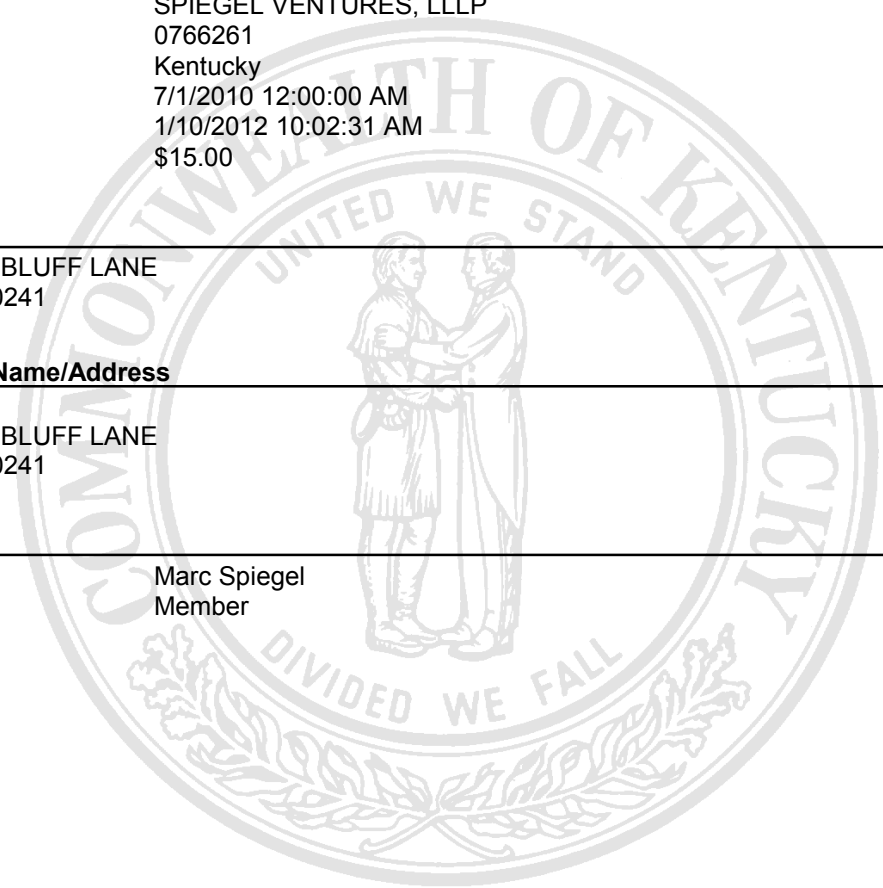 SPIEGEL VENTURES, LLLP
0766261
Kentucky
7/1/2010 12:00:00 AM
1/10/2012 10:02:31 AM
$15.00
BLUFF LANE
0241
Name/Address
BLUFF LANE
0241
Marc Spiegel
Member
COMMONWEALTH OF KENTUCKY
UNITED WE STAND
DIVIDED WE FALL